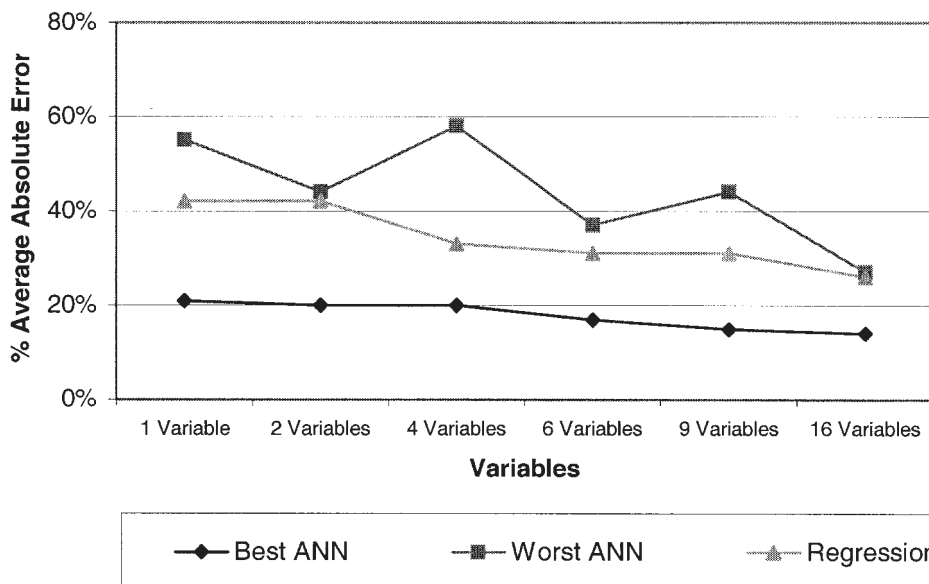 80%
60%
40%
20%
0%
% Average Absolute Error
1 Variable 2 Variables 4 Variables 6 Variables 9 Variables 16 Variables
Variables
Best ANN Worst ANN Regression